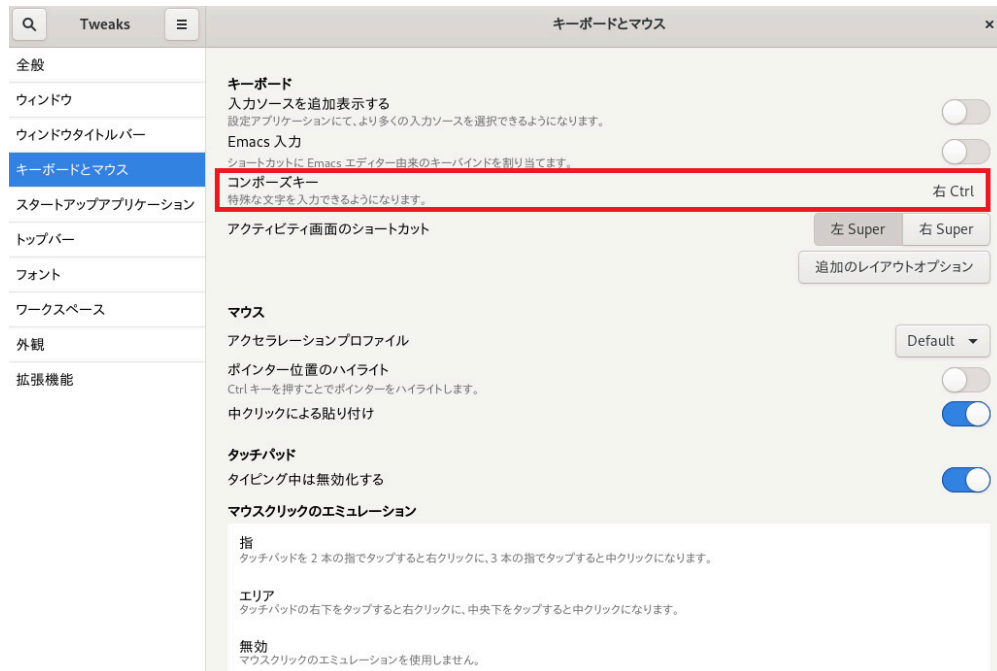 Tweaks
キーボードとマウス
全般
ウィンドウ
ウィンドウタイトルバー
キーボードとマウス
スタートアップアプリケーション
トップバー
フォント
ワークスペース
外観
拡張機能
キーボード
入力ソースを追加表示する
設定アプリケーションにて、より多くの入力ソースを選択できるようになります。
Emacs 入力
ショートカットに Emacs エディター由来のキーバインドを割り当てます。
コンポーズキー
右 Ctrl
特殊な文字を入力できるようになります。
アクティビティ画面のショートカット
左 Super
右 Super
追加のレイアウトオプション
マウス
アクセラレーションプロファイル
Default
ポインター位置のハイライト
Ctrl キーを押すことでポインターをハイライトします。
中クリックによる貼り付け
タッチパッド
タイピング中は無効化する
マウスクリックのエミュレーション
指
タッチパッドを 2 本の指でタップすると右クリックに、3 本の指でタップすると中クリックになります。
エリア
タッチパッドの右下をタップすると右クリックに、中央下をタップすると中クリックになります。
無効
マウスクリックのエミュレーションを使用しません。